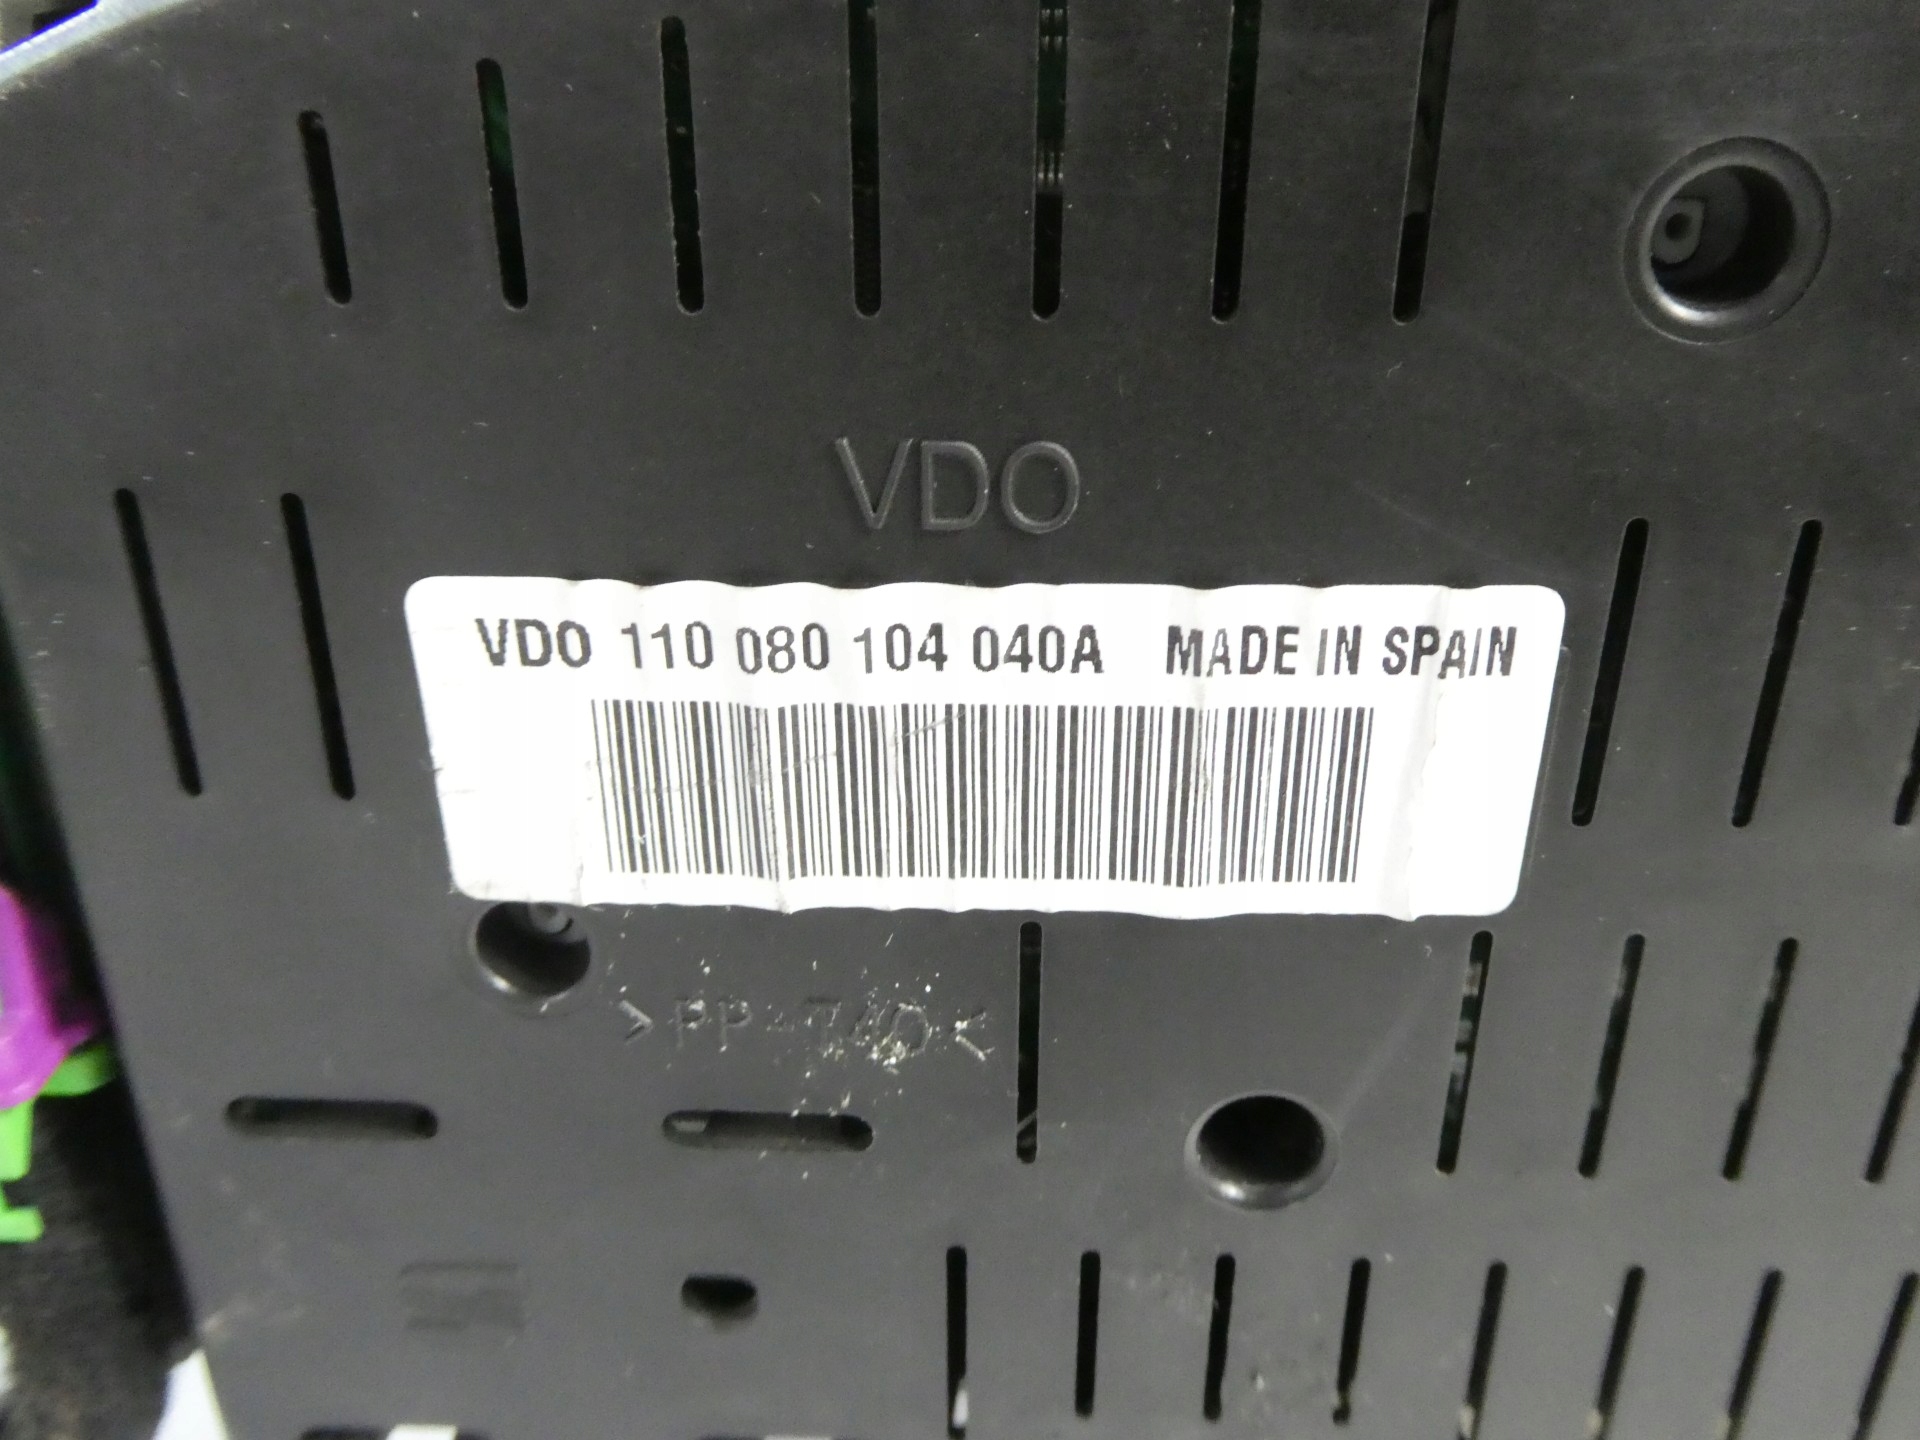 VDO
VDO 110 080 104 040A MADE IN SPAIN
>PP-T40<